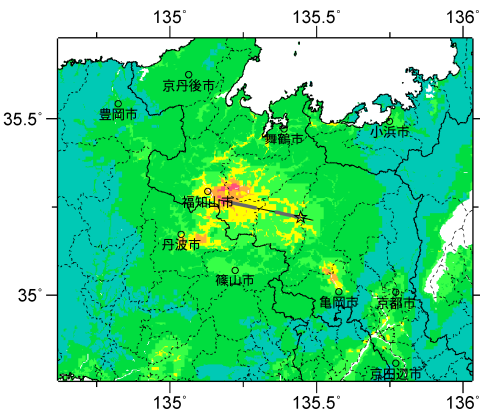 135° 135.5° 136°
京丹後市
豊岡市
35.5°
小浜市
舞鶴市
福知山市
丹波市
篠山市
35°
亀岡市 京都市
京田辺市
135° 135.5° 136°